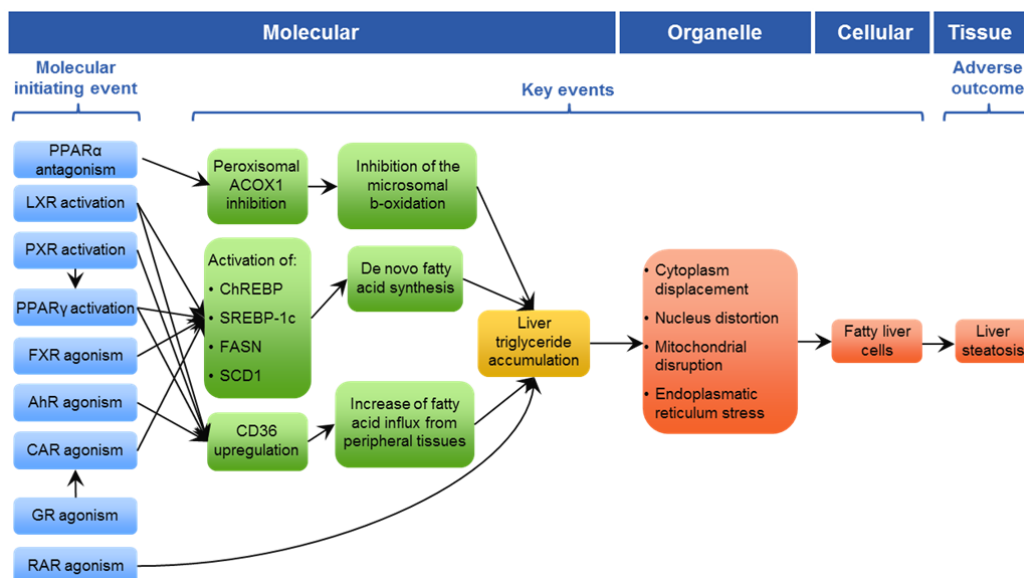 Molecular
Organelle
Cellular
Tissue
Molecular
initiating event
Key events
Adverse
outcome
PPARα
antagonism
LXR activation
PXR activation
PPARγ activation
FXR agonism
AhR agonism
CAR agonism
GR agonism
RAR agonism
Peroxisomal
ACOX1
inhibition
Inhibition of the
microsomal
b-oxidation
Activation of:
• ChREBP
• SREBP-1c
• FASN
• SCD1
De novo fatty
acid synthesis
CD36
upregulation
Increase of fatty
acid influx from
peripheral tissues
Liver
triglyceride
accumulation
• Cytoplasm
displacement
• Nucleus distortion
• Mitochondrial
disruption
• Endoplasmatic
reticulum stress
Fatty liver
cells
Liver
steatosis